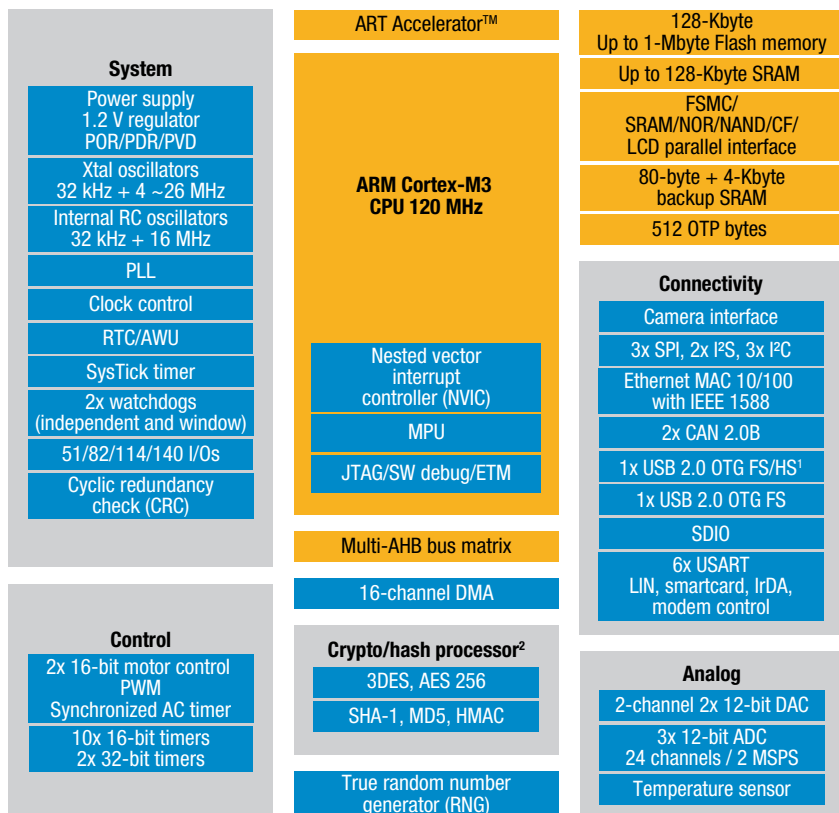 System
Power supply
1.2 V regulator
POR/PDR/PVD
Xtal oscillators
32 kHz + 4 ~26 MHz
Internal RC oscillators
32 kHz + 16 MHz
PLL
Clock control
RTC/AWU
SysTick timer
2x watchdogs
(independent and window)
51/82/114/140 I/Os
Cyclic redundancy
check (CRC)
Control
2x 16-bit motor control
PWM
Synchronized AC timer
10x 16-bit timers
2x 32-bit timers
ART Accelerator™
ARM Cortex-M3
CPU 120 MHz
Nested vector
interrupt
controller (NVIC)
MPU
JTAG/SW debug/ETM
Multi-AHB bus matrix
16-channel DMA
Crypto/hash processor²
3DES, AES 256
SHA-1, MD5, HMAC
True random number
generator (RNG)
128-Kbyte
Up to 1-Mbyte Flash memory
Up to 128-Kbyte SRAM
FSMC/
SRAM/NOR/NAND/CF/
LCD parallel interface
80-byte + 4-Kbyte
backup SRAM
512 OTP bytes
Connectivity
Camera interface
3x SPI, 2x I²S, 3x I²C
Ethernet MAC 10/100
with IEEE 1588
2x CAN 2.0B
1x USB 2.0 OTG FS/HS¹
1x USB 2.0 OTG FS
SDIO
6x USART
LIN, smartcard, IrDA,
modem control
Analog
2-channel 2x 12-bit DAC
3x 12-bit ADC
24 channels / 2 MSPS
Temperature sensor